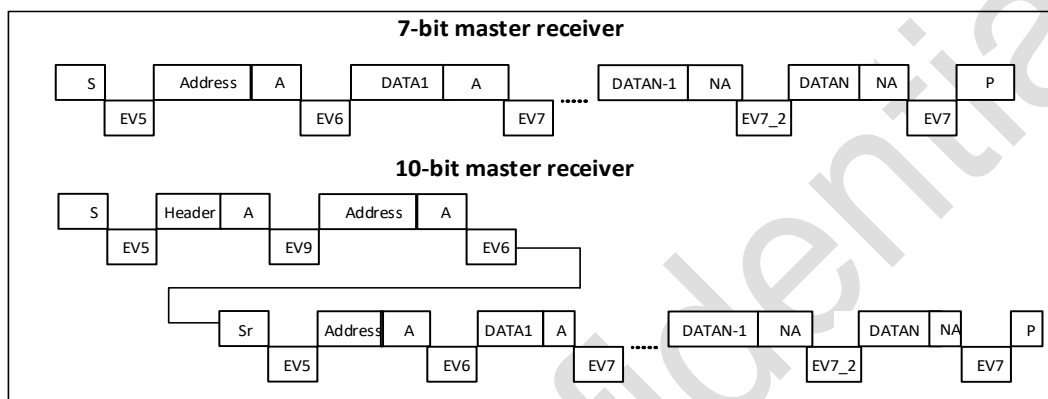 7-bit master receiver
S Address A DATA1 A ...... DATAN-1 NA DATAN NA P
EV5 EV6 EV7 EV7_2 EV7
10-bit master receiver
S Header A Address A
EV5 EV9 EV6
Sr Address A DATA1 A ...... DATAN-1 NA DATAN NA P
EV5 EV6 EV7 EV7_2 EV7
fidentia